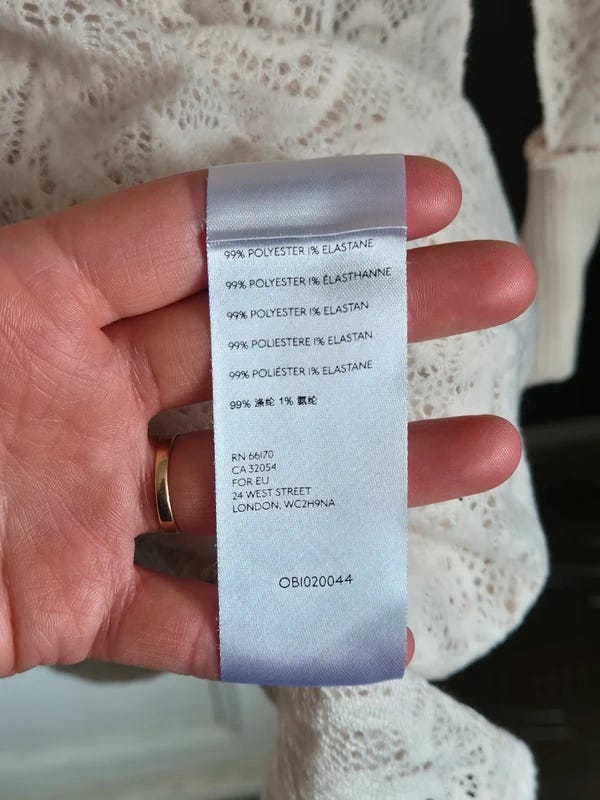 99% POLYESTER 1% ELASTANE
99% POLYESTER 1% ÉLASTHANNE
99% POLYESTER 1% ELASTAN
99% POLIESTERE 1% ELASTAN
99% POLIÉSTER 1% ELASTANE
99% 涤纶 1% 氨纶
RN 66170
CA 32054
FOR EU
24 WEST STREET
LONDON, WC2H9NA
OB1020044